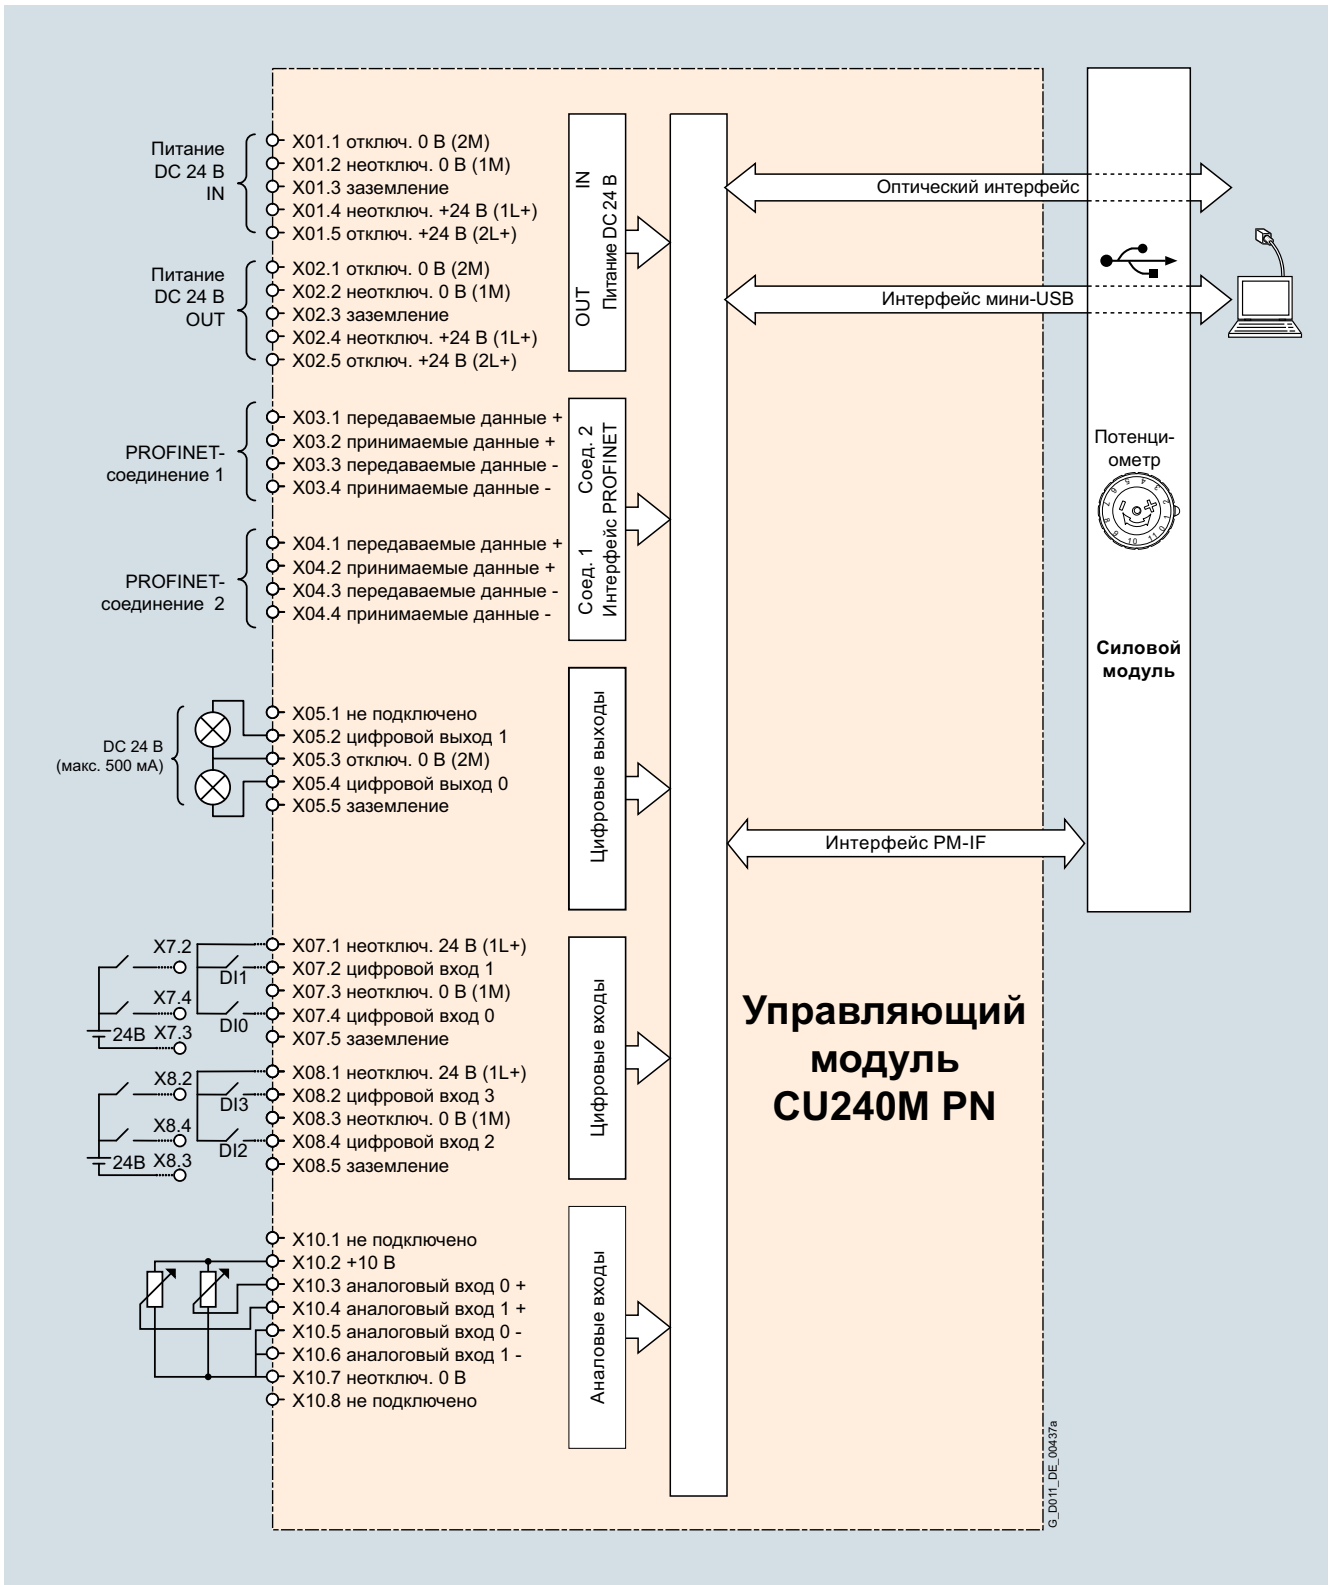 Питание
DC 24 В
IN
X01.1 отключ. 0 В (2M)
X01.2 неотключ. 0 В (1M)
X01.3 заземление
X01.4 неотключ. +24 В (1L+)
X01.5 отключ. +24 В (2L+)
Питание
DC 24 В
OUT
X02.1 отключ. 0 В (2M)
X02.2 неотключ. 0 В (1M)
X02.3 заземление
X02.4 неотключ. +24 В (1L+)
X02.5 отключ. +24 В (2L+)
OUT IN
Питание DC 24 В
PROFINET-
соединение 1
X03.1 передаваемые данные +
X03.2 принимаемые данные +
X03.3 передаваемые данные -
X03.4 принимаемые данные -
PROFINET-
соединение 2
X04.1 передаваемые данные +
X04.2 принимаемые данные +
X04.3 передаваемые данные -
X04.4 принимаемые данные -
Соед. 1 Соед. 2
Интерфейс PROFINET
DC 24 В
(макс. 500 мА)
X05.1 не подключено
X05.2 цифровой выход 1
X05.3 отключ. 0 В (2M)
X05.4 цифровой выход 0
X05.5 заземление
Цифровые выходы
X7.2
X7.4
24В X7.3
DI1
DI0
X07.1 неотключ. 24 В (1L+)
X07.2 цифровой вход 1
X07.3 неотключ. 0 В (1M)
X07.4 цифровой вход 0
X07.5 заземление
X8.2
X8.4
24В X8.3
DI3
DI2
X08.1 неотключ. 24 В (1L+)
X08.2 цифровой вход 3
X08.3 неотключ. 0 В (1M)
X08.4 цифровой вход 2
X08.5 заземление
Цифровые входы
X10.1 не подключено
X10.2 +10 В
X10.3 аналоговый вход 0 +
X10.4 аналоговый вход 1 +
X10.5 аналоговый вход 0 -
X10.6 аналоговый вход 1 -
X10.7 неотключ. 0 В
X10.8 не подключено
Аналовые входы
Оптический интерфейс
Интерфейс мини-USB
Интерфейс PM-IF
Управляющий
модуль
CU240M PN
Потенци-
ометр
0 1 2 3 4 5 6 7 8 9 10 11
Силовой
модуль
G_D011_DE_00437a